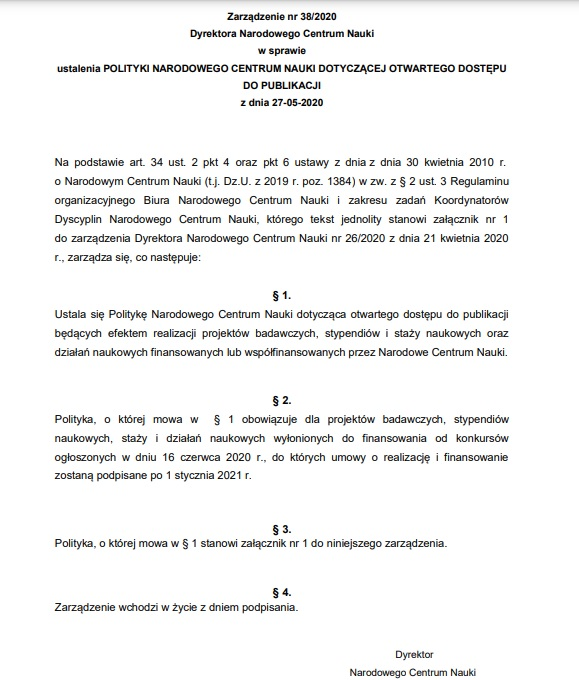 Zarządzenie nr 38/2020
Dyrektora Narodowego Centrum Nauki
w sprawie
ustalenia POLITYKI NARODOWEGO CENTRUM NAUKI DOTYCZĄCEJ OTWARTEGO DOSTĘPU
DO PUBLIKACJI
z dnia 27-05-2020
Na podstawie art. 34 ust. 2 pkt 4 oraz pkt 6 ustawy z dnia z dnia 30 kwietnia 2010 r.
o Narodowym Centrum Nauki (t.j. Dz.U. z 2019 r. poz. 1384) w zw. z § 2 ust. 3 Regulaminu
organizacyjnego Biura Narodowego Centrum Nauki i zakresu zadań Koordynatorów
Dyscyplin Narodowego Centrum Nauki, którego tekst jednolity stanowi załącznik nr 1
do zarządzenia Dyrektora Narodowego Centrum Nauki nr 26/2020 z dnia 21 kwietnia 2020
r., zarządza się, co następuje:
§ 1.
Ustala się Politykę Narodowego Centrum Nauki dotycząca otwartego dostępu do publikacji
będących efektem realizacji projektów badawczych, stypendiów i staży naukowych oraz
działań naukowych finansowanych lub współfinansowanych przez Narodowe Centrum Nauki.
§ 2.
Polityka, o której mowa w § 1 obowiązuje dla projektów badawczych, stypendiów
naukowych, staży i działań naukowych wyłonionych do finansowania od konkursów
ogłoszonych w dniu 16 czerwca 2020 r., do których umowy o realizację i finansowanie
zostaną podpisane po 1 stycznia 2021 r.
§ 3.
Polityka, o której mowa w § 1 stanowi załącznik nr 1 do niniejszego zarządzenia.
§ 4.
Zarządzenie wchodzi w życie z dniem podpisania.
Dyrektor
Narodowego Centrum Nauki